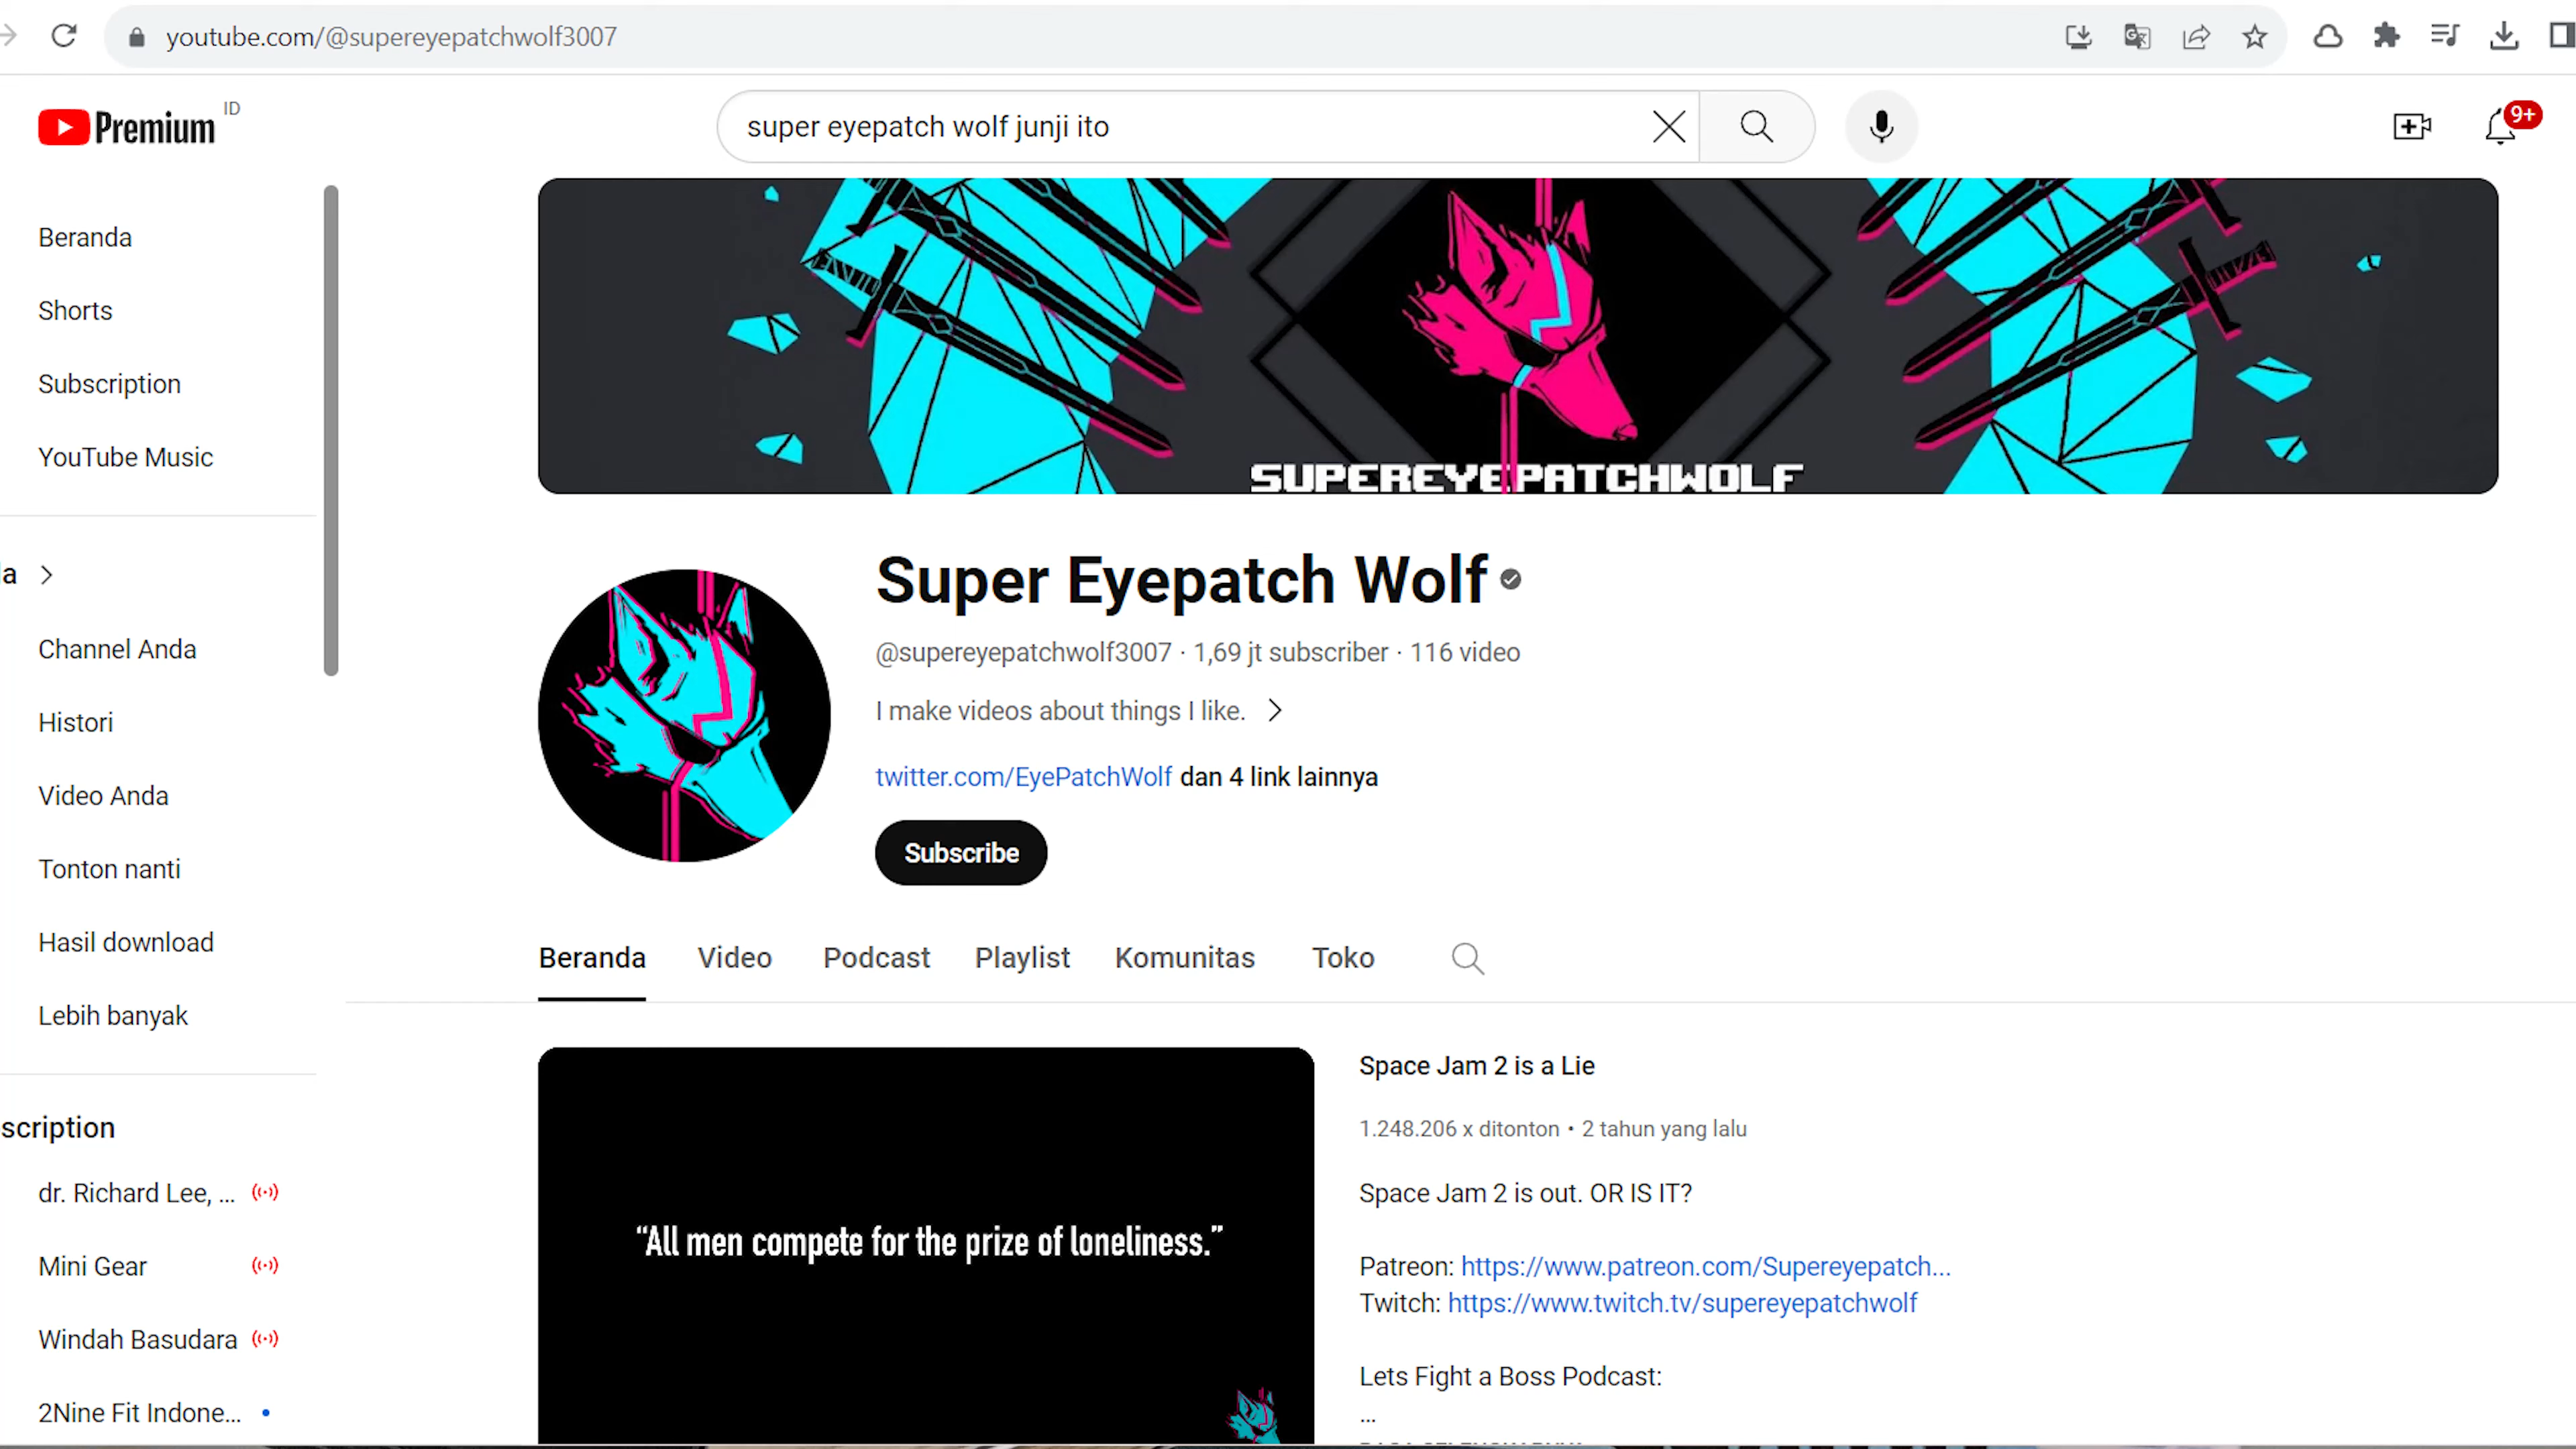 youtube.com/@supereyepatchwolf3007
Premium ID
super eyepatch wolf junji ito
9+
Beranda
Shorts
Subscription
YouTube Music
Channel Anda
Histori
Video Anda
Tonton nanti
Hasil download
Lebih banyak
scription
dr. Richard Lee, ...
Mini Gear
Windah Basudara
2Nine Fit Indone...
SUPEREYEPATCHWOLF
Super Eyepatch Wolf
@supereyepatchwolf3007 · 1,69 jt subscriber · 116 video
I make videos about things I like.
twitter.com/EyePatchWolf dan 4 link lainnya
Subscribe
Beranda Video Podcast Playlist Komunitas Toko
“All men compete for the prize of loneliness.”
Space Jam 2 is a Lie
1.248.206 x ditonton • 2 tahun yang lalu
Space Jam 2 is out. OR IS IT?
Patreon: https://www.patreon.com/Supereyepatch...
Twitch: https://www.twitch.tv/supereyepatchwolf
Lets Fight a Boss Podcast:
...